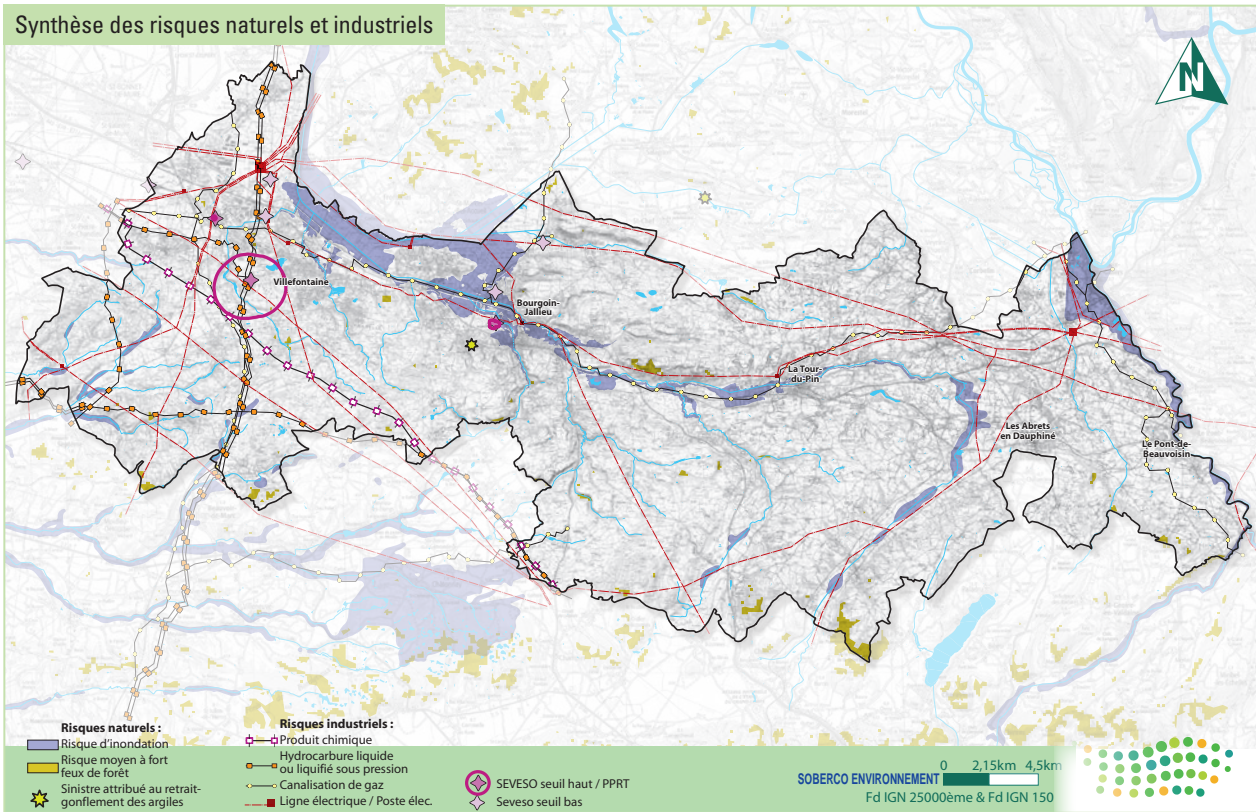 Synthèse des risques naturels et industriels
N
Villefontaine
Bourgoin-
Jallieu
La Tour-
du-Pin
Les Abrets
en Dauphiné
Le Pont-de-
Beauvoisin
Risques naturels :
Risque d'inondation
Risque moyen à fort
feux de forêt
Sinistre attribué au retrait-
gonflement des argiles
Risques industriels :
Produit chimique
Hydrocarbure liquide
ou liquifié sous pression
Canalisation de gaz
Ligne électrique / Poste élec.
SEVESO seuil haut / PPRT
Seveso seuil bas
SOBERCO ENVIRONNEMENT
0 2,15km 4,5km
Fd IGN 25000ème & Fd IGN 150